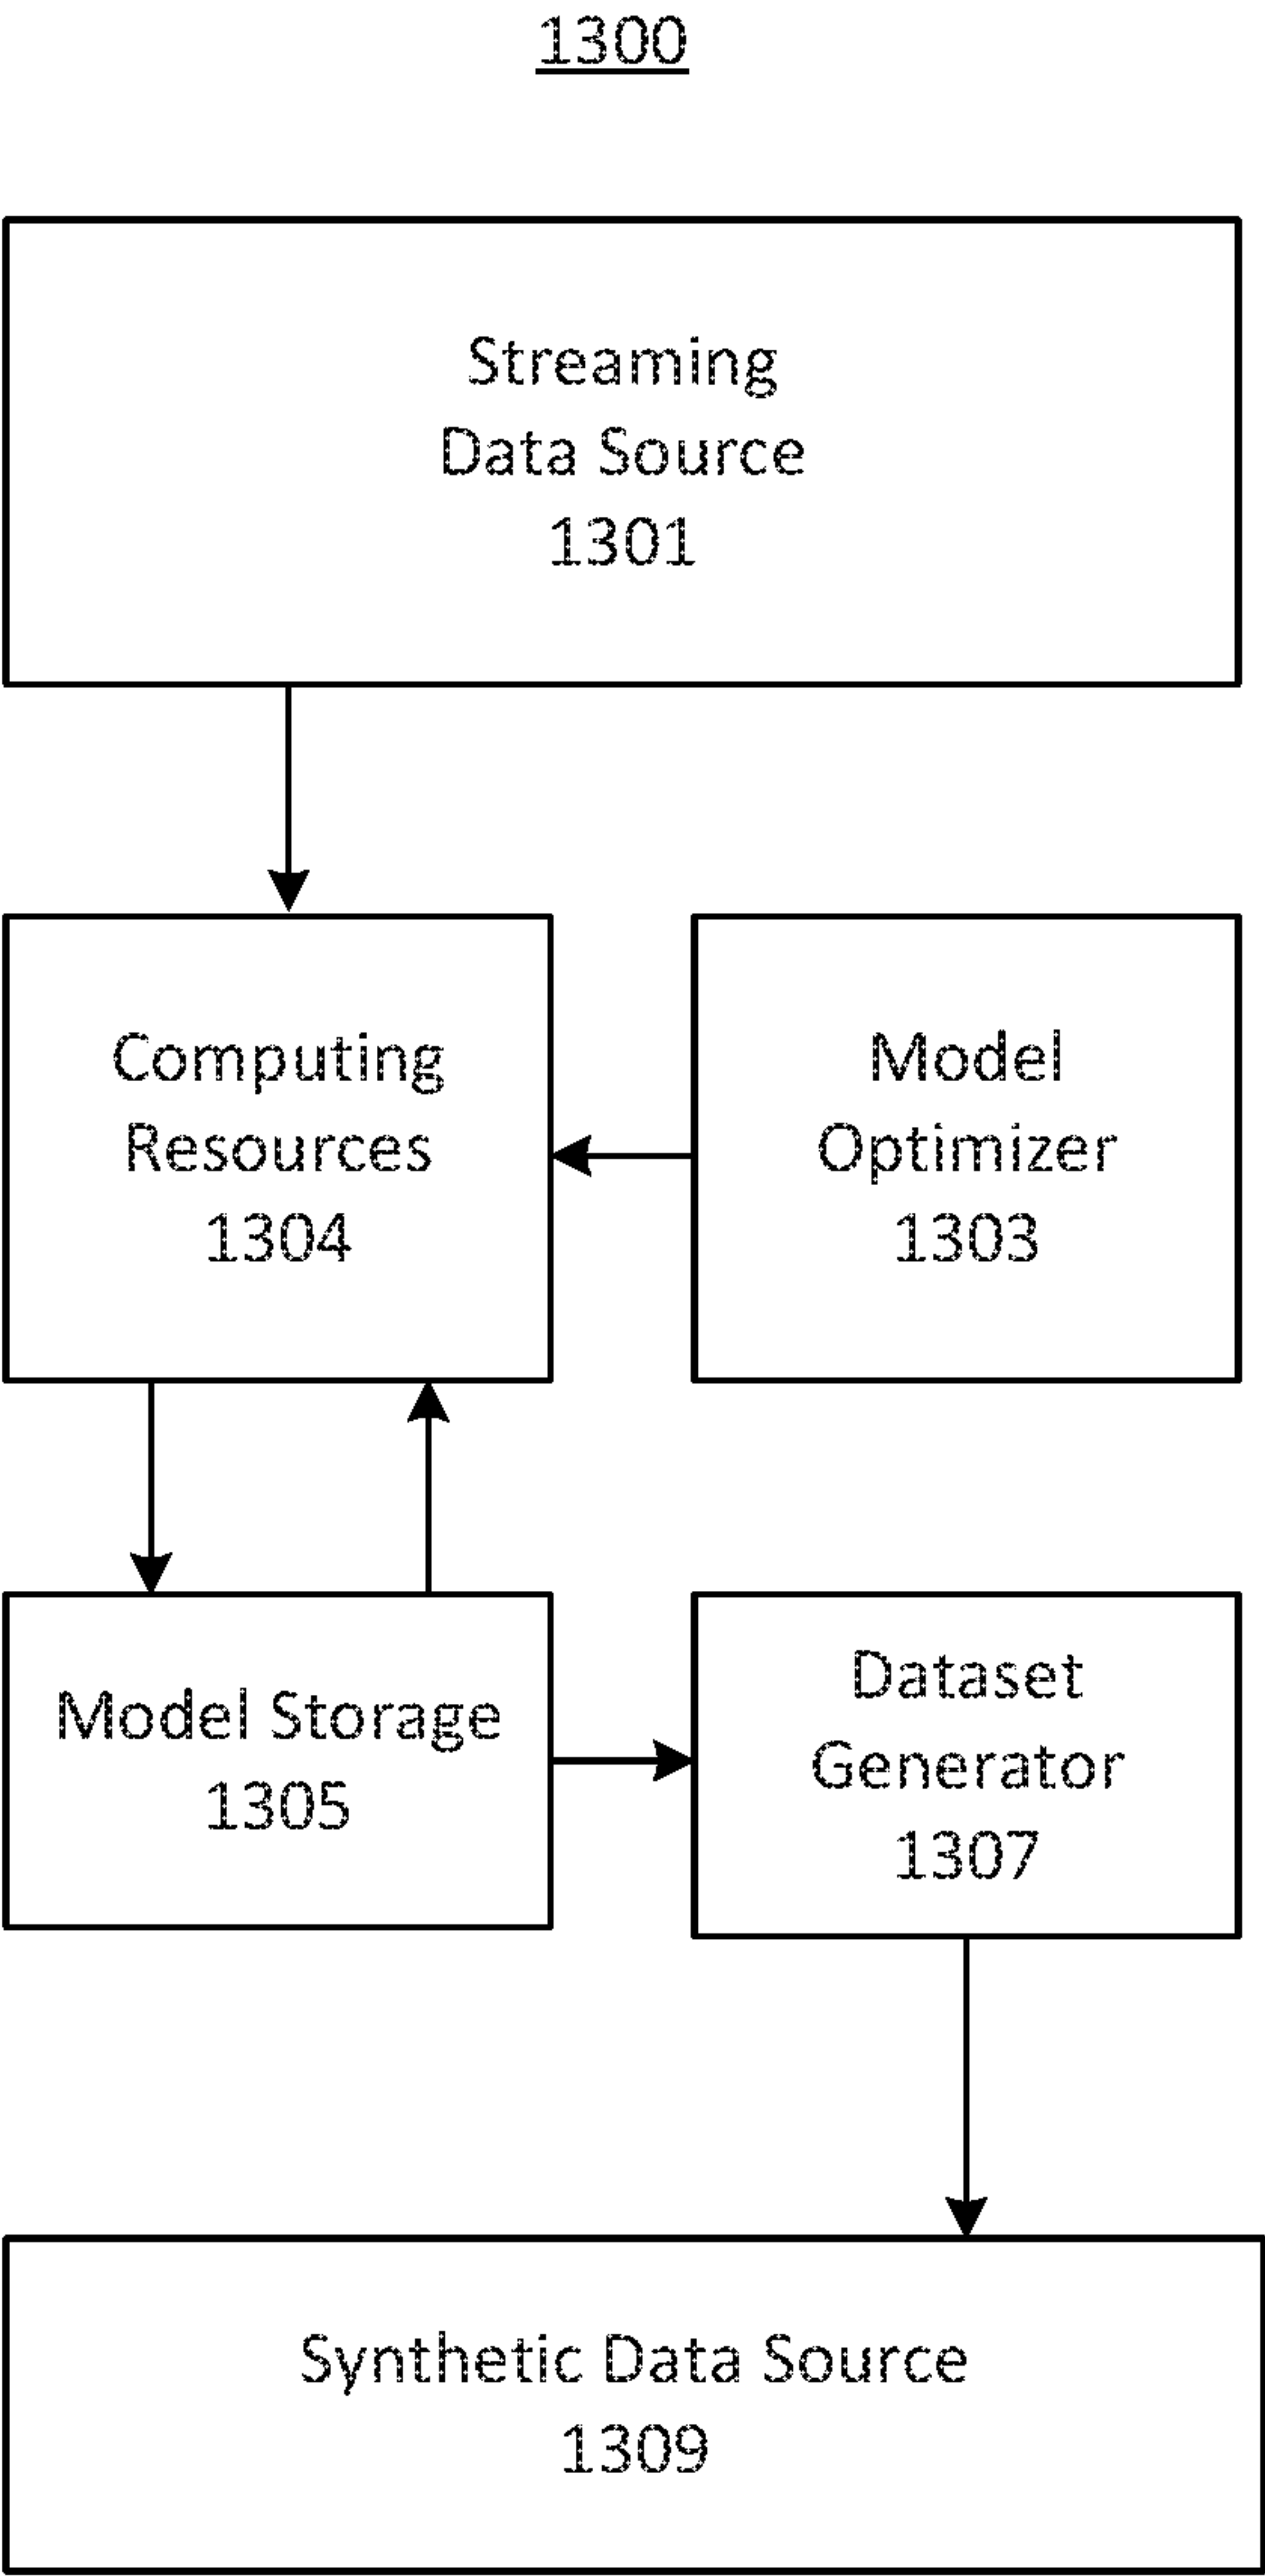 1300
Streaming
Data Source
1301
Computing
Resources
1304
Model
Optimizer
1303
Model Storage
1305
Dataset
Generator
1307
Synthetic Data Source
1309